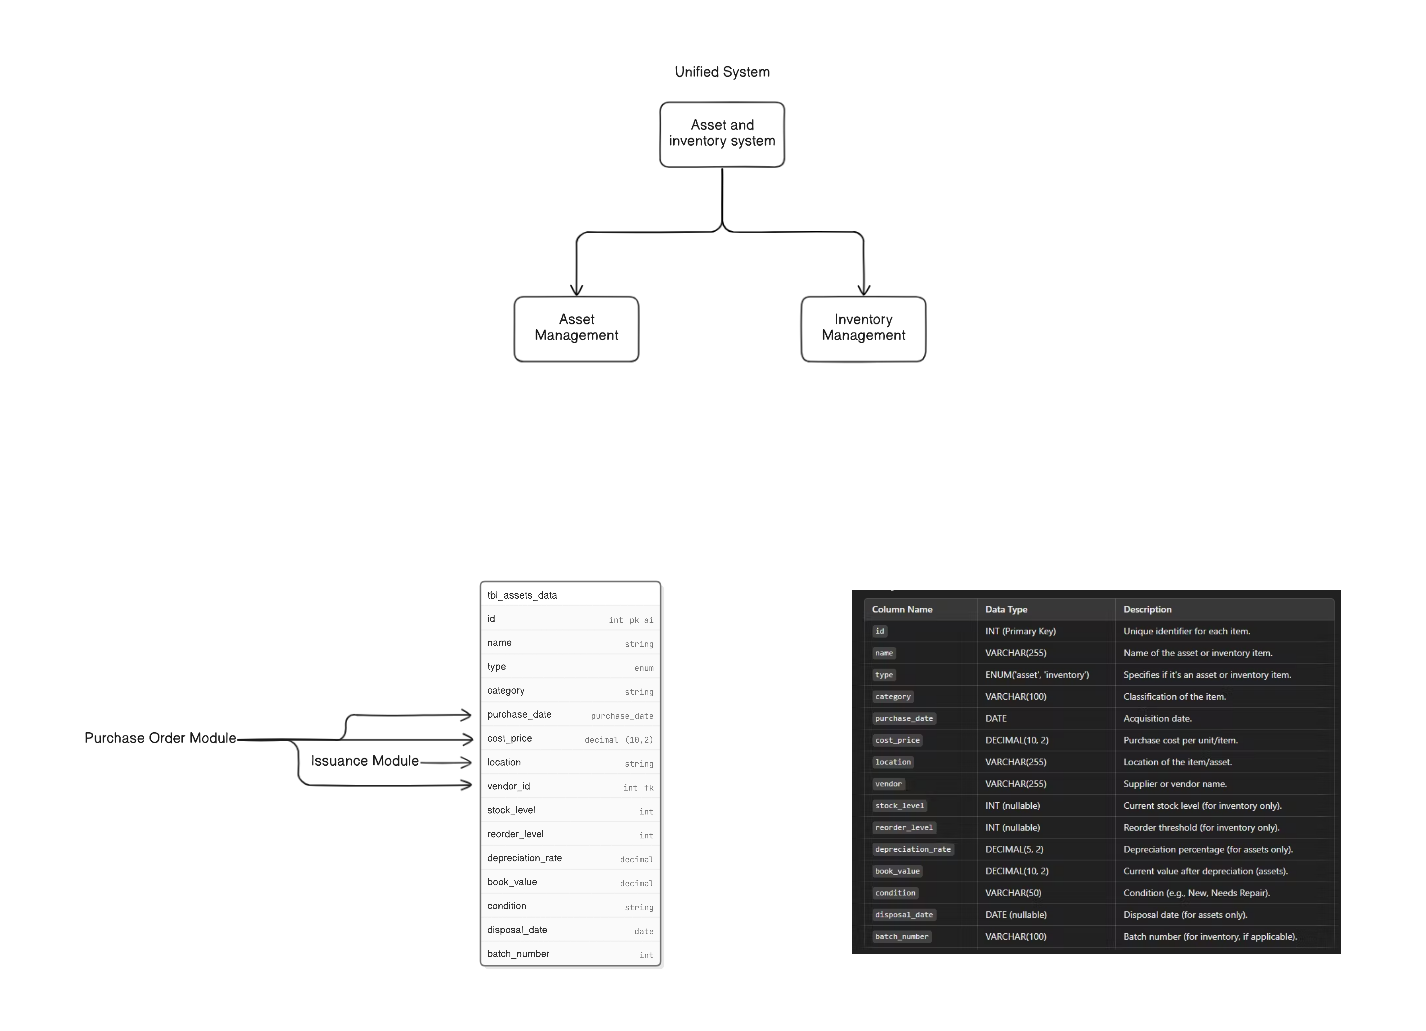 Unified System
Asset and
inventory system
Asset
Management
Inventory
Management
Purchase Order Module
Issuance Module
tbl_assets_data
id int pk ai
name string
type enum
category string
purchase_date purchase_date
cost_price decimal (10,2)
location string
vendor_id int fk
stock_level int
reorder_level int
depreciation_rate decimal
book_value decimal
condition string
disposal_date date
batch_number int
Column Name Data Type Description
id INT (Primary Key) Unique identifier for each item.
name VARCHAR(255) Name of the asset or inventory item.
type ENUM('asset', 'inventory') Specifies if it's an asset or inventory item.
category VARCHAR(100) Classification of the item.
purchase_date DATE Acquisition date.
cost_price DECIMAL(10, 2) Purchase cost per unit/item.
location VARCHAR(255) Location of the item/asset.
vendor VARCHAR(255) Supplier or vendor name.
stock_level INT (nullable) Current stock level (for inventory only).
reorder_level INT (nullable) Reorder threshold (for inventory only).
depreciation_rate DECIMAL(5, 2) Depreciation percentage (for assets only).
book_value DECIMAL(10, 2) Current value after depreciation (assets).
condition VARCHAR(50) Condition (e.g., New, Needs Repair).
disposal_date DATE (nullable) Disposal date (for assets only).
batch_number VARCHAR(100) Batch number (for inventory, if applicable).